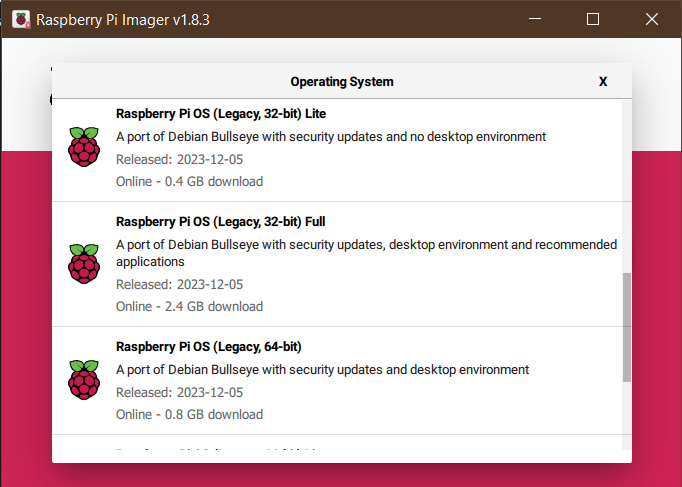 Raspberry Pi Imager v1.8.3
Operating System
X
Raspberry Pi OS (Legacy, 32-bit) Lite
A port of Debian Bullseye with security updates and no desktop environment
Released: 2023-12-05
Online - 0.4 GB download
Raspberry Pi OS (Legacy, 32-bit) Full
A port of Debian Bullseye with security updates, desktop environment and recommended
applications
Released: 2023-12-05
Online - 2.4 GB download
Raspberry Pi OS (Legacy, 64-bit)
A port of Debian Bullseye with security updates and desktop environment
Released: 2023-12-05
Online - 0.8 GB download